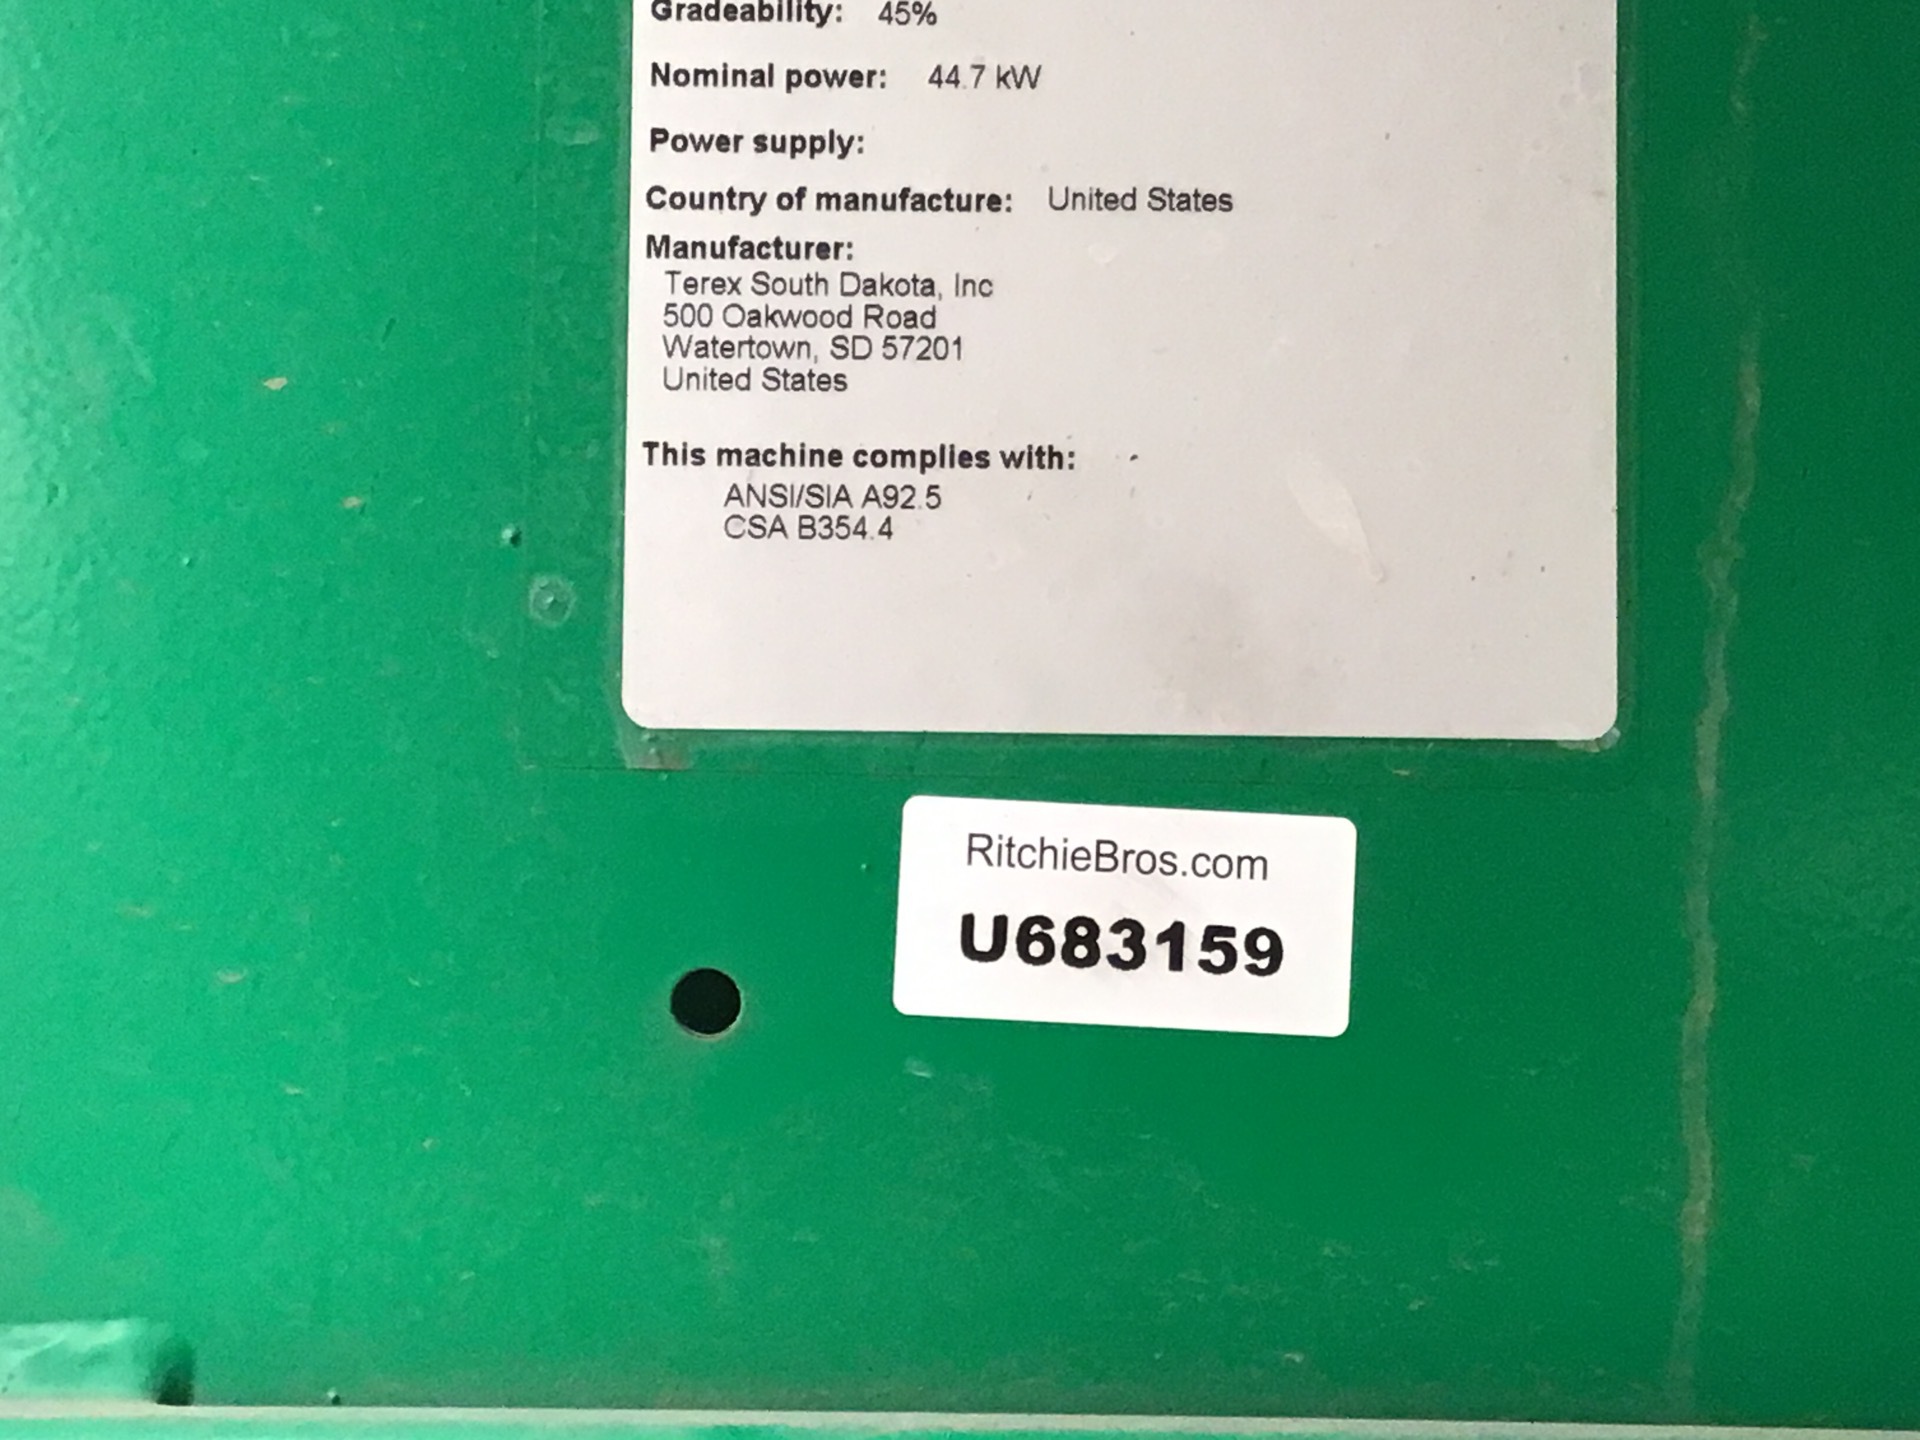 Gradeability: 45%
Nominal power: 44.7 kW
Power supply:
Country of manufacture: United States
Manufacturer:
Terex South Dakota, Inc
500 Oakwood Road
Watertown, SD 57201
United States
This machine complies with:
ANSI/SIA A92.5
CSA B354.4
RitchieBros.com
U683159